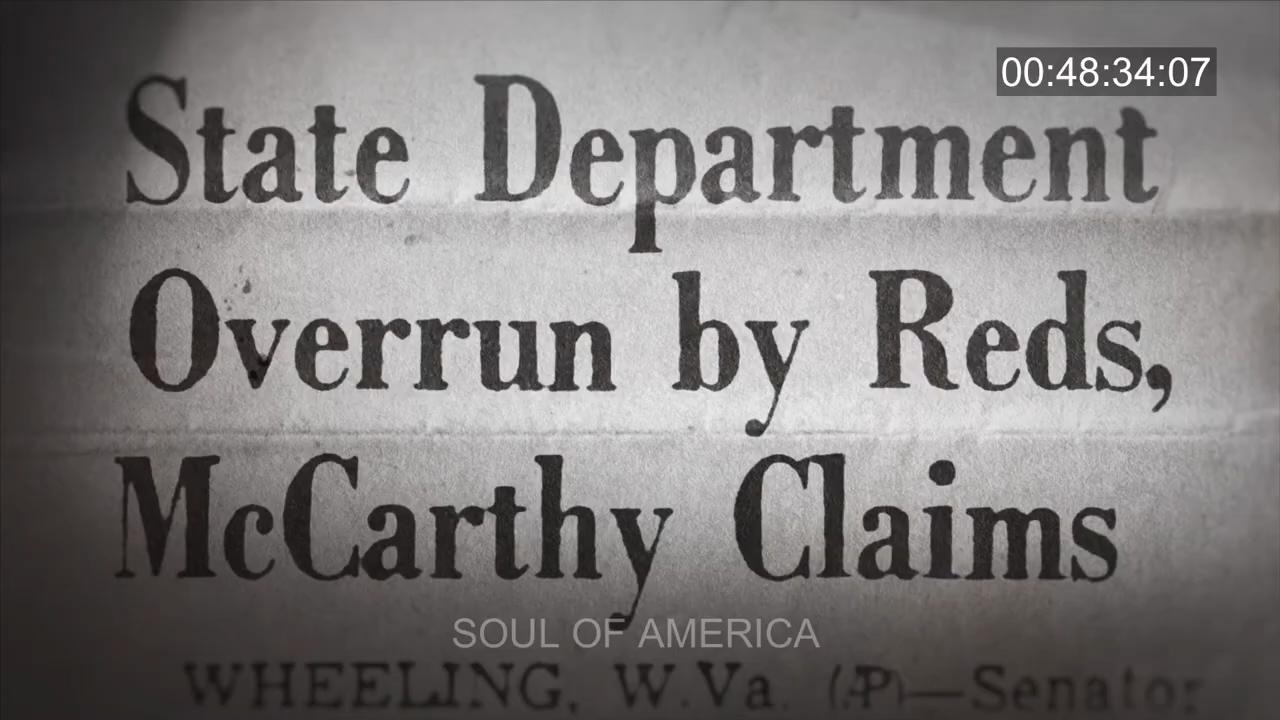 00:48:34:07
State Department
Overrun by Reds,
McCarthy Claims
SOUL OF AMERICA
WHEELING, W.Va. (AP)—Senator